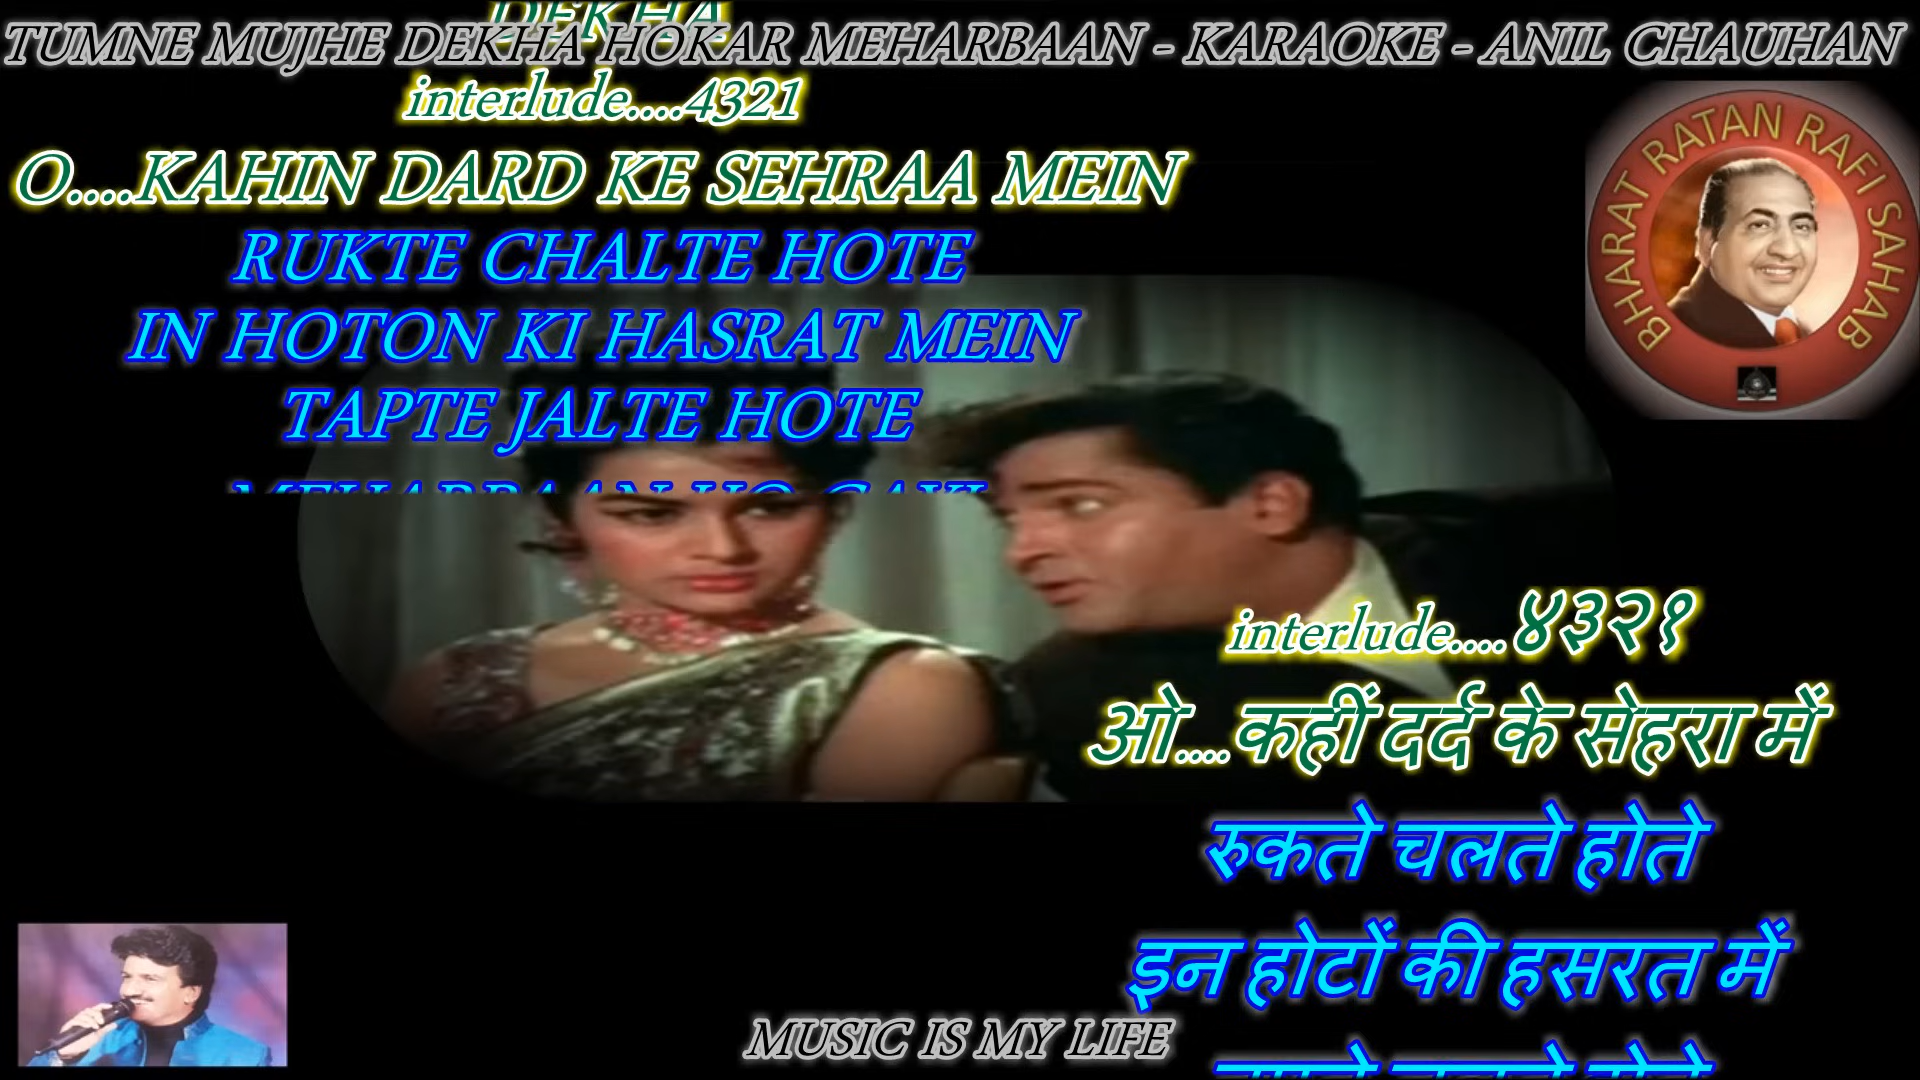 DEKHA
TUMNE MUJHE DEKHA HOKAR MEHARBAAN - KARAOKE - ANIL CHAUHAN
interlude....4321
O....KAHIN DARD KE SEHRAA MEIN
RUKTE CHALTE HOTE
IN HOTON KI HASRAT MEIN
TAPTE JALTE HOTE
BHARAT RATAN RAFI SAHAB
interlude....४३२१
ओ....कहीं दर्द के सेहरा में
रुकते चलते होते
इन होटों की हसरत में
MUSIC IS MY LIFE